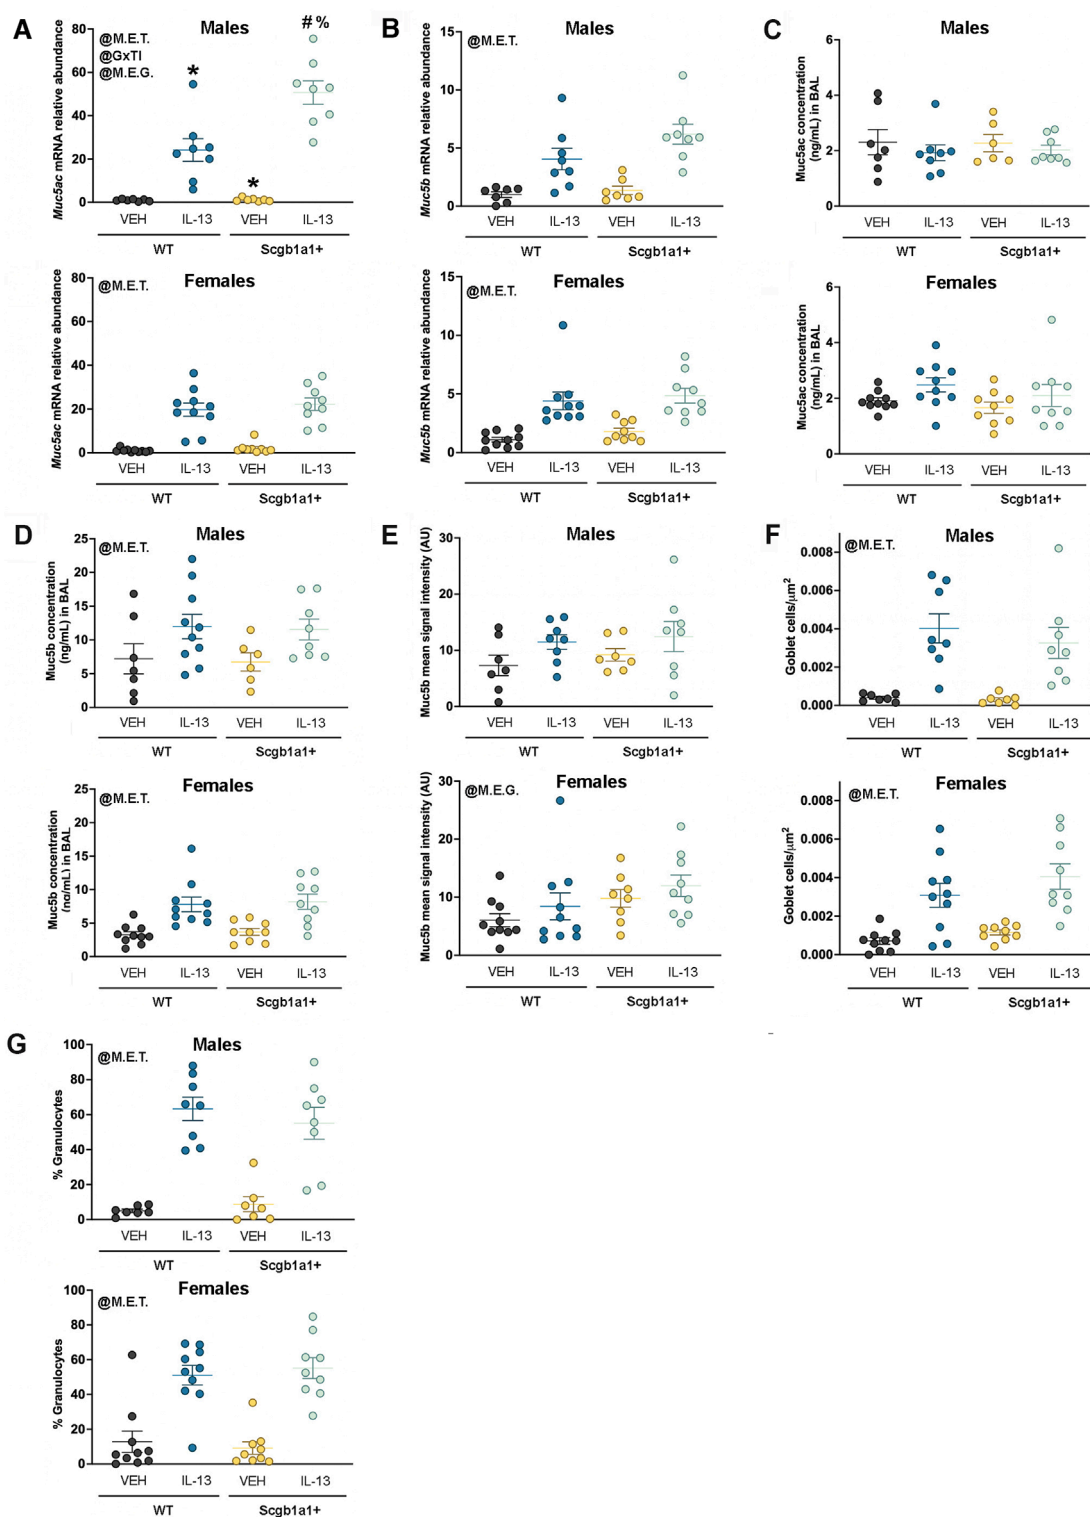 A
Males
# %
@M.E.T.
@GxTI
@M.E.G.
*
*
Muc5ac mRNA relative abundance
80
60
40
20
0
VEH IL-13 VEH IL-13
WT Scgb1a1+
Females
@M.E.T.
Muc5ac mRNA relative abundance
80
60
40
20
0
VEH IL-13 VEH IL-13
WT Scgb1a1+
B
Males
@M.E.T.
Muc5b mRNA relative abundance
15
10
5
0
VEH IL-13 VEH IL-13
WT Scgb1a1+
Females
@M.E.T.
Muc5b mRNA relative abundance
15
10
5
0
VEH IL-13 VEH IL-13
WT Scgb1a1+
C
Males
Muc5ac concentration
(ng/mL) in BAL
6
4
2
0
VEH IL-13 VEH IL-13
WT Scgb1a1+
Females
Muc5ac concentration
(ng/mL) in BAL
6
4
2
0
VEH IL-13 VEH IL-13
WT Scgb1a1+
D
Males
@M.E.T.
Muc5b concentration
(ng/mL) in BAL
25
20
15
10
5
0
VEH IL-13 VEH IL-13
WT Scgb1a1+
Females
@M.E.T.
Muc5b concentration
(ng/mL) in BAL
25
20
15
10
5
0
VEH IL-13 VEH IL-13
WT Scgb1a1+
E
Males
Muc5b mean signal intensity (AU)
30
20
10
0
VEH IL-13 VEH IL-13
WT Scgb1a1+
Females
@M.E.G.
Muc5b mean signal intensity (AU)
30
20
10
0
VEH IL-13 VEH IL-13
WT Scgb1a1+
F
Males
@M.E.T.
Goblet cells/μm²
0.008
0.006
0.004
0.002
0.000
VEH IL-13 VEH IL-13
WT Scgb1a1+
Females
@M.E.T.
Goblet cells/μm²
0.008
0.006
0.004
0.002
0.000
VEH IL-13 VEH IL-13
WT Scgb1a1+
G
Males
@M.E.T.
% Granulocytes
100
80
60
40
20
0
VEH IL-13 VEH IL-13
WT Scgb1a1+
Females
@M.E.T.
% Granulocytes
100
80
60
40
20
0
VEH IL-13 VEH IL-13
WT Scgb1a1+